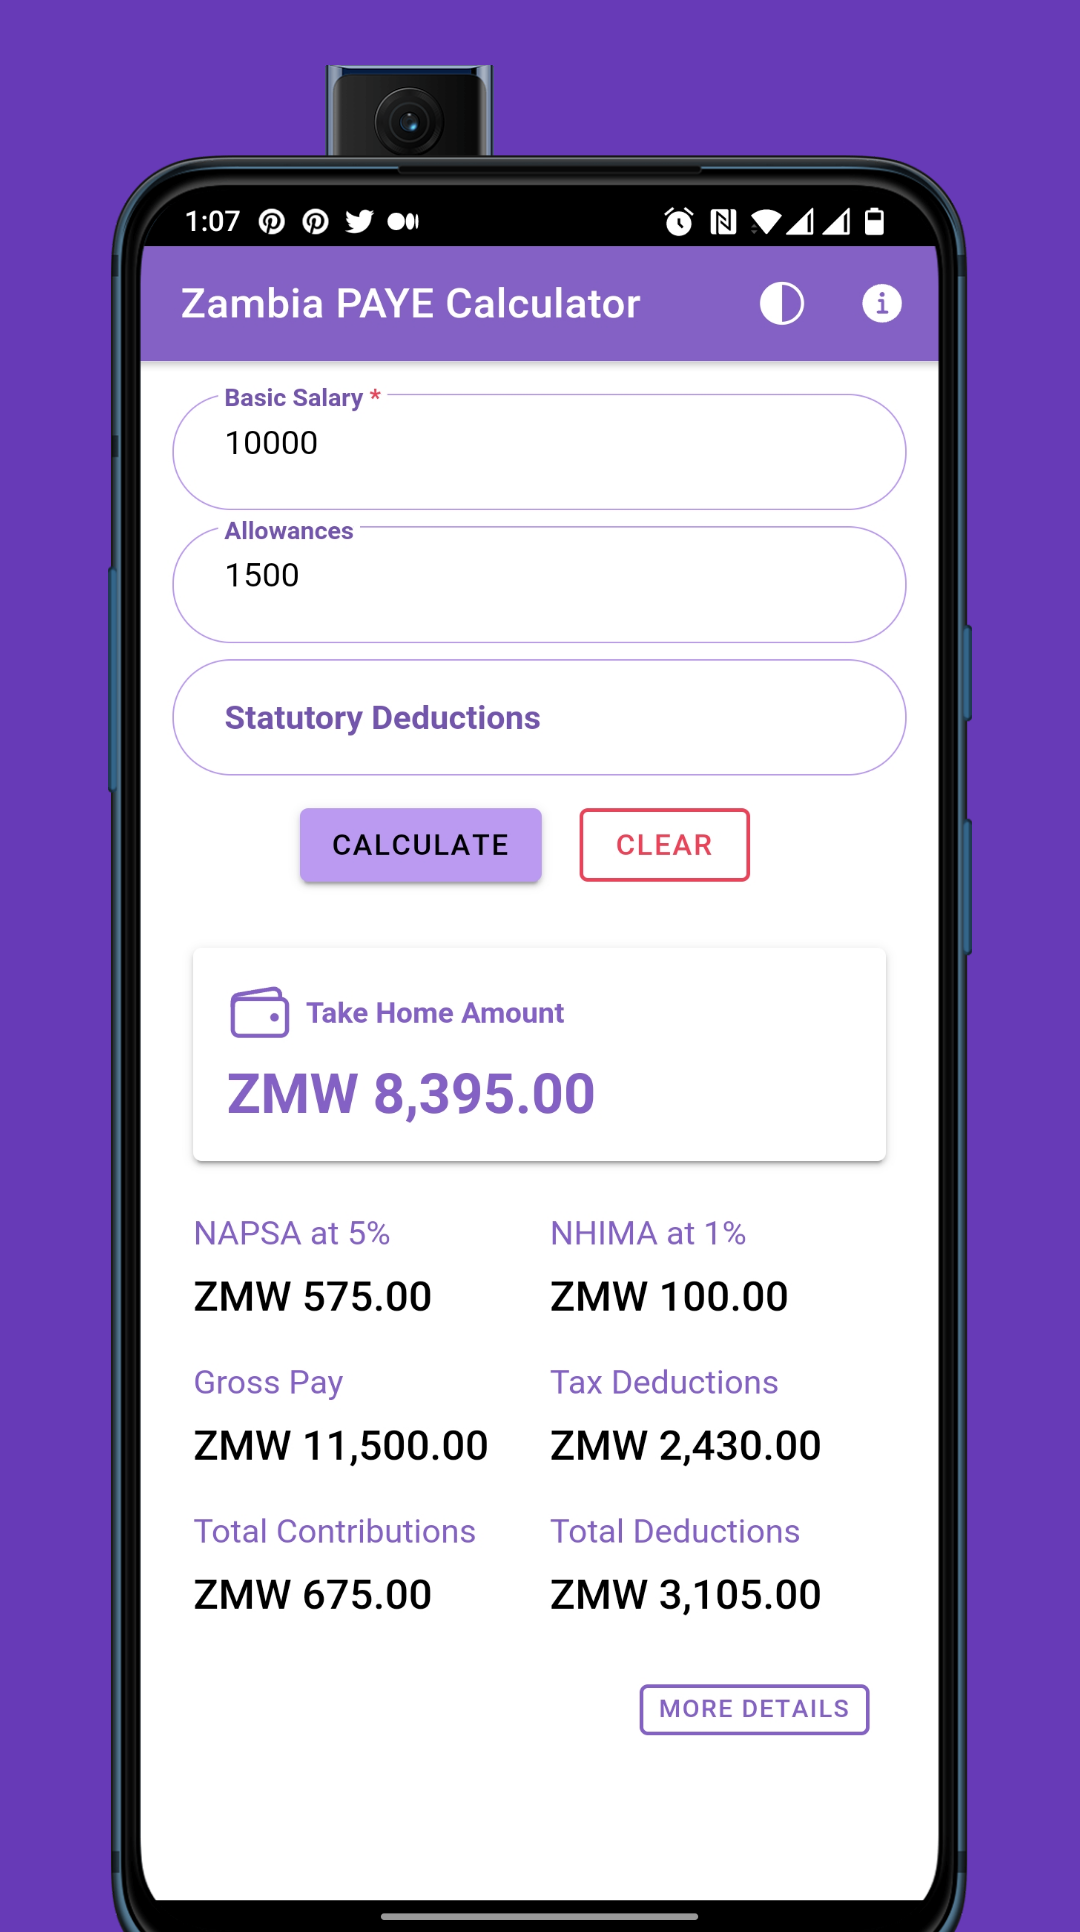 1:07
Zambia PAYE Calculator
Basic Salary *
10000
Allowances
1500
Statutory Deductions
CALCULATE CLEAR
Take Home Amount
ZMW 8,395.00
NAPSA at 5% NHIMA at 1%
ZMW 575.00 ZMW 100.00
Gross Pay Tax Deductions
ZMW 11,500.00 ZMW 2,430.00
Total Contributions Total Deductions
ZMW 675.00 ZMW 3,105.00
MORE DETAILS